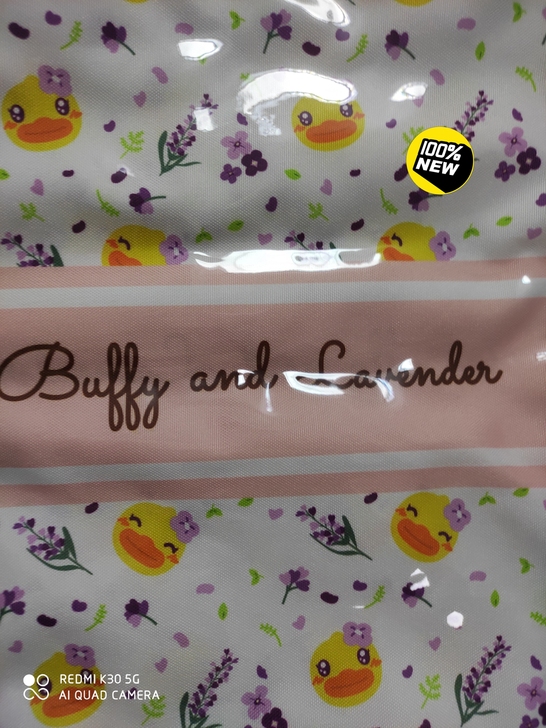 100%
NEW
Buffy and Lavender
REDMI K30 5G
AI QUAD CAMERA